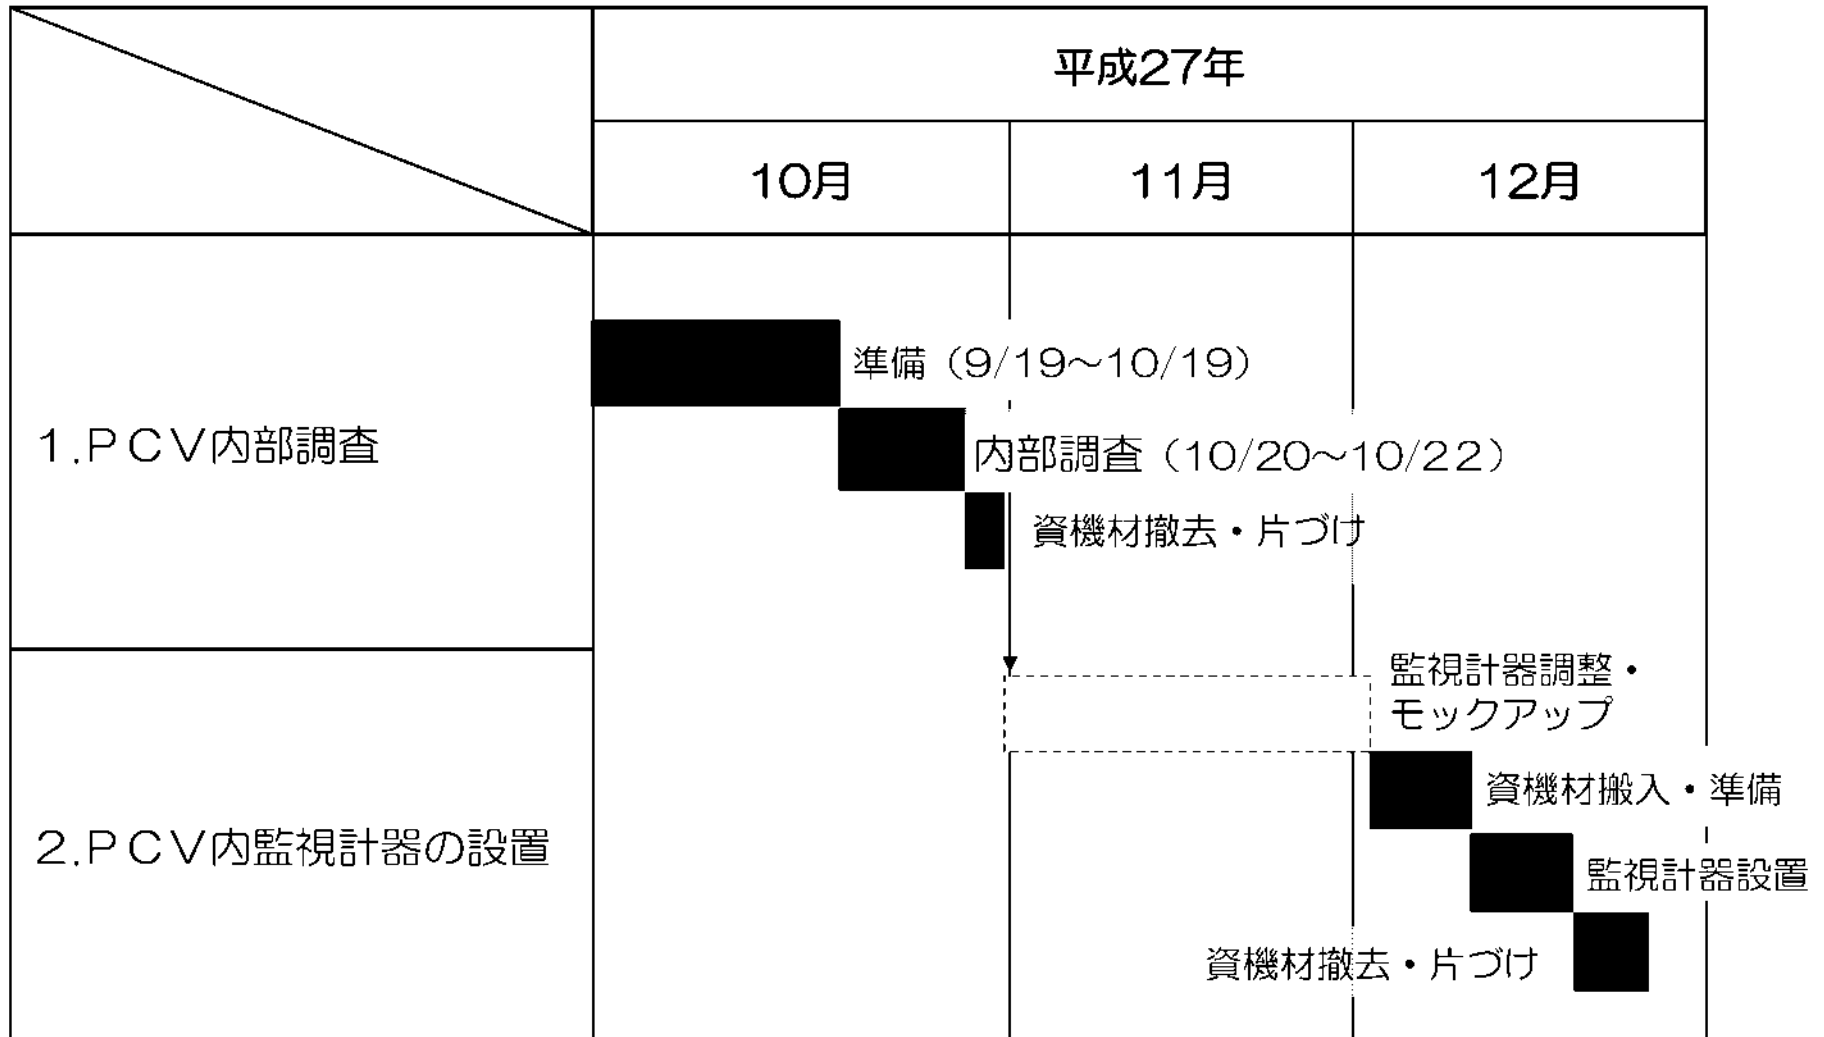 平成27年
10月
11月
12月
1.PCV内部調査
準備（9/19～10/19）
内部調査（10/20～10/22）
資機材撤去・片づけ
2.PCV内監視計器の設置
監視計器調整・
モックアップ
資機材搬入・準備
監視計器設置
資機材撤去・片づけ